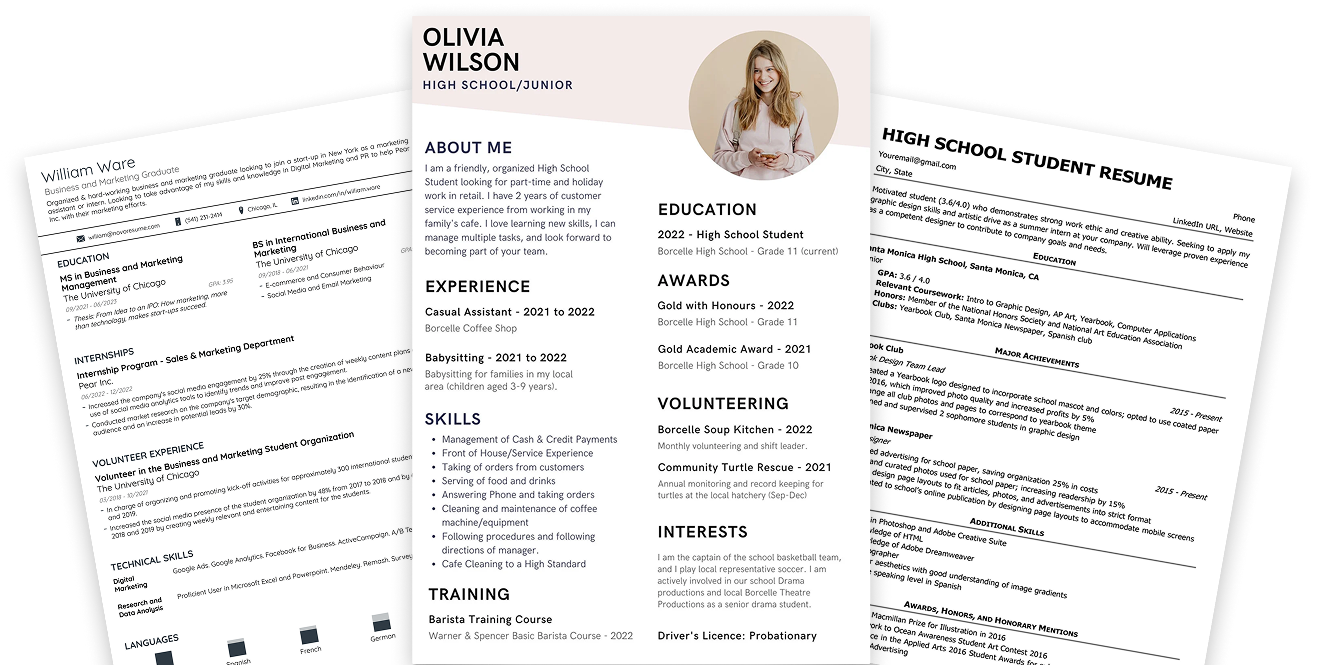 William Ware
Business and Marketing Graduate
Organized & hard-working business and marketing graduate looking to join a start-up in New York as a marketing
assistant or intern. Looking to take advantage of my skills and knowledge in Digital Marketing and PR to help Pear
Inc. with their marketing efforts.
william@novoresume.com
(541) 231-2414
Chicago, IL
linkedin.com/in/william.ware
EDUCATION
MS in Business and Marketing
Management
The University of Chicago
09/2021 - 06/2023
GPA: 3.95
- Thesis: From Idea to an IPO: How marketing, more
than technology, makes start-ups succeed.
BS in International Business and
Marketing
The University of Chicago
09/2018 - 06/2021
GPA
- E-commerce and Consumer Behaviour
- Social Media and Email Marketing
INTERNSHIPS
Internship Program - Sales & Marketing Department
Pear Inc.
06/2022 - 12/2022
- Increased the company's social media engagement by 25% through the creation of weekly content plans
use of social media analytics tools to identify trends and improve past engagement.
- Conducted market research on the company's target demographic, resulting in the identification of a new
audience and an increase in potential leads by 30%.
VOLUNTEER EXPERIENCE
Volunteer in the Business and Marketing Student Organization
The University of Chicago
03/2018 - 10/2021
- In charge of organizing and promoting kick-off activities for approximately 300 international studen
and 2019.
- Increased the social media presence of the student organization by 48% from 2017 to 2018 and by
2018 and 2019 by creating weekly relevant and entertaining content for the students.
TECHNICAL SKILLS
Digital
Marketing
Google Ads, Google Analytics, Facebook for Business, ActiveCampaign, A/B Te
Research and
Data Analysis
Proficient User in Microsoft Excel and Powerpoint, Mendeley, Remash, Survey
LANGUAGES
Spanish
French
German
OLIVIA
WILSON
HIGH SCHOOL/JUNIOR
ABOUT ME
I am a friendly, organized High School
Student looking for part-time and holiday
work in retail. I have 2 years of customer
service experience from working in my
family's cafe. I love learning new skills, I can
manage multiple tasks, and look forward to
becoming part of your team.
EXPERIENCE
Casual Assistant - 2021 to 2022
Borcelle Coffee Shop
Babysitting - 2021 to 2022
Babysitting for families in my local
area (children aged 3-9 years).
SKILLS
• Management of Cash & Credit Payments
• Front of House/Service Experience
• Taking of orders from customers
• Serving of food and drinks
• Answering Phone and taking orders
• Cleaning and maintenance of coffee
machine/equipment
• Following procedures and following
directions of manager.
• Cafe Cleaning to a High Standard
TRAINING
Barista Training Course
Warner & Spencer Basic Barista Course - 2022
EDUCATION
2022 - High School Student
Borcelle High School - Grade 11 (current)
AWARDS
Gold with Honours - 2022
Borcelle High School - Grade 11
Gold Academic Award - 2021
Borcelle High School - Grade 10
VOLUNTEERING
Borcelle Soup Kitchen - 2022
Monthly volunteering and shift leader.
Community Turtle Rescue - 2021
Annual monitoring and record keeping for
turtles at the local hatchery (Sep-Dec)
INTERESTS
I am the captain of the school basketball team,
and I play local representative soccer. I am
actively involved in our school Drama
productions and local Borcelle Theatre
Productions as a senior drama student.
Driver's Licence: Probationary
HIGH SCHOOL STUDENT RESUME
Youremail@gmail.com
City, State
Phone
LinkedIn URL, Website
Motivated student (3.6/4.0) who demonstrates strong work ethic and creative ability. Seeking to apply my
graphic design skills and artistic drive as a summer intern at your company. Will leverage proven experience
as a competent designer to contribute to company goals and needs.
EDUCATION
nta Monica High School, Santa Monica, CA
nior
GPA: 3.6 / 4.0
Relevant Coursework: Intro to Graphic Design, AP Art, Yearbook, Computer Applications
Honors: Member of the National Honors Society and National Art Education Association
Clubs: Yearbook Club, Santa Monica Newspaper, Spanish club
MAJOR ACHIEVEMENTS
ook Club
ok Design Team Lead
2015 - Present
eated a Yearbook logo designed to incorporate school mascot and colors; opted to use coated paper
2016, which improved photo quality and increased profits by 5%
nge all club photos and pages to correspond to yearbook theme
ned and supervised 2 sophomore students in graphic design
nica Newspaper
signer
2015 - Present
ed advertising for school paper, saving organization 25% in costs
and curated photos used for school paper; increasing readership by 15%
design page layouts to fit articles, photos, and advertisements into strict format
ted to school's online publication by designing page layouts to accommodate mobile screens
ADDITIONAL SKILLS
in Photoshop and Adobe Creative Suite
ledge of HTML
ledge of Adobe Dreamweaver
ographer
r aesthetics with good understanding of image gradients
e speaking level in Spanish
AWARDS, HONORS, AND HONORARY MENTIONS
Macmillan Prize for Illustration in 2016
ork to Ocean Awareness Student Art Contest 2016
ce in the Applied Arts 2016 Student Awards for
Advertising